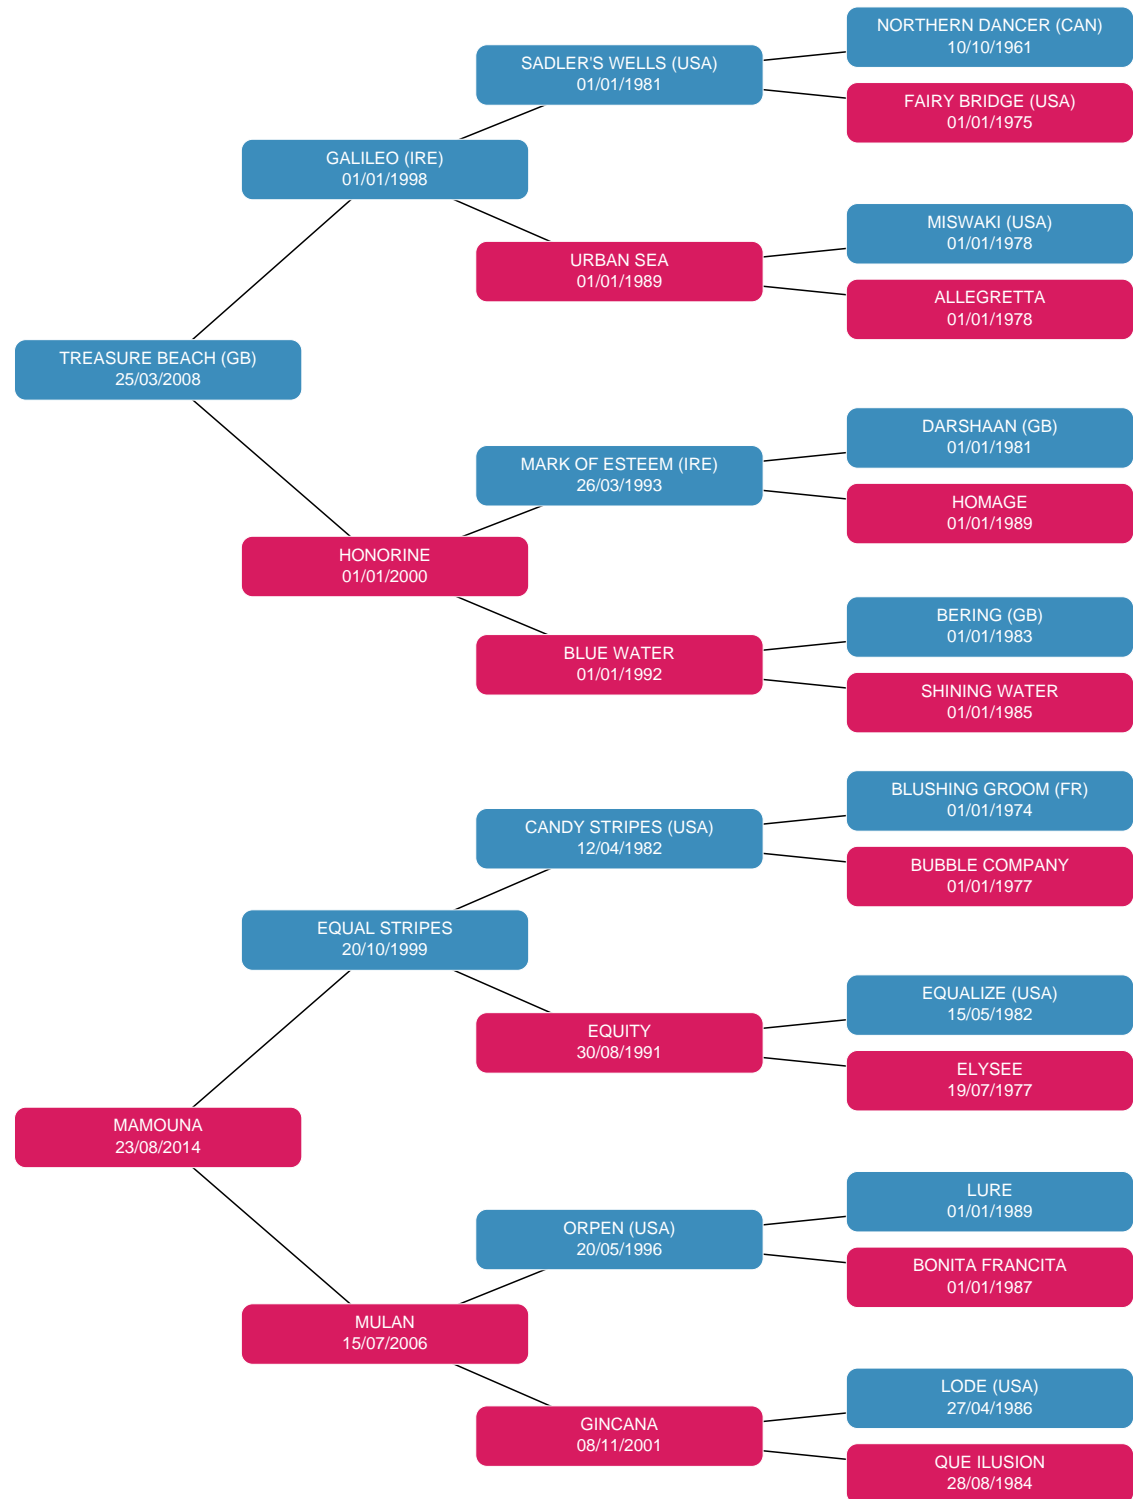 NORTHERN DANCER (CAN)
10/10/1961
SADLER'S WELLS (USA)
01/01/1981
FAIRY BRIDGE (USA)
01/01/1975
GALILEO (IRE)
01/01/1998
MISWAKI (USA)
01/01/1978
URBAN SEA
01/01/1989
ALLEGRETTA
01/01/1978
TREASURE BEACH (GB)
25/03/2008
DARSHAAN (GB)
01/01/1981
MARK OF ESTEEM (IRE)
26/03/1993
HOMAGE
01/01/1989
HONORINE
01/01/2000
BERING (GB)
01/01/1983
BLUE WATER
01/01/1992
SHINING WATER
01/01/1985
BLUSHING GROOM (FR)
01/01/1974
CANDY STRIPES (USA)
12/04/1982
BUBBLE COMPANY
01/01/1977
EQUAL STRIPES
20/10/1999
EQUALIZE (USA)
15/05/1982
EQUITY
30/08/1991
ELYSEE
19/07/1977
MAMOUNA
23/08/2014
LURE
01/01/1989
ORPEN (USA)
20/05/1996
BONITA FRANCITA
01/01/1987
MULAN
15/07/2006
LODE (USA)
27/04/1986
GINCANA
08/11/2001
QUE ILUSION
28/08/1984